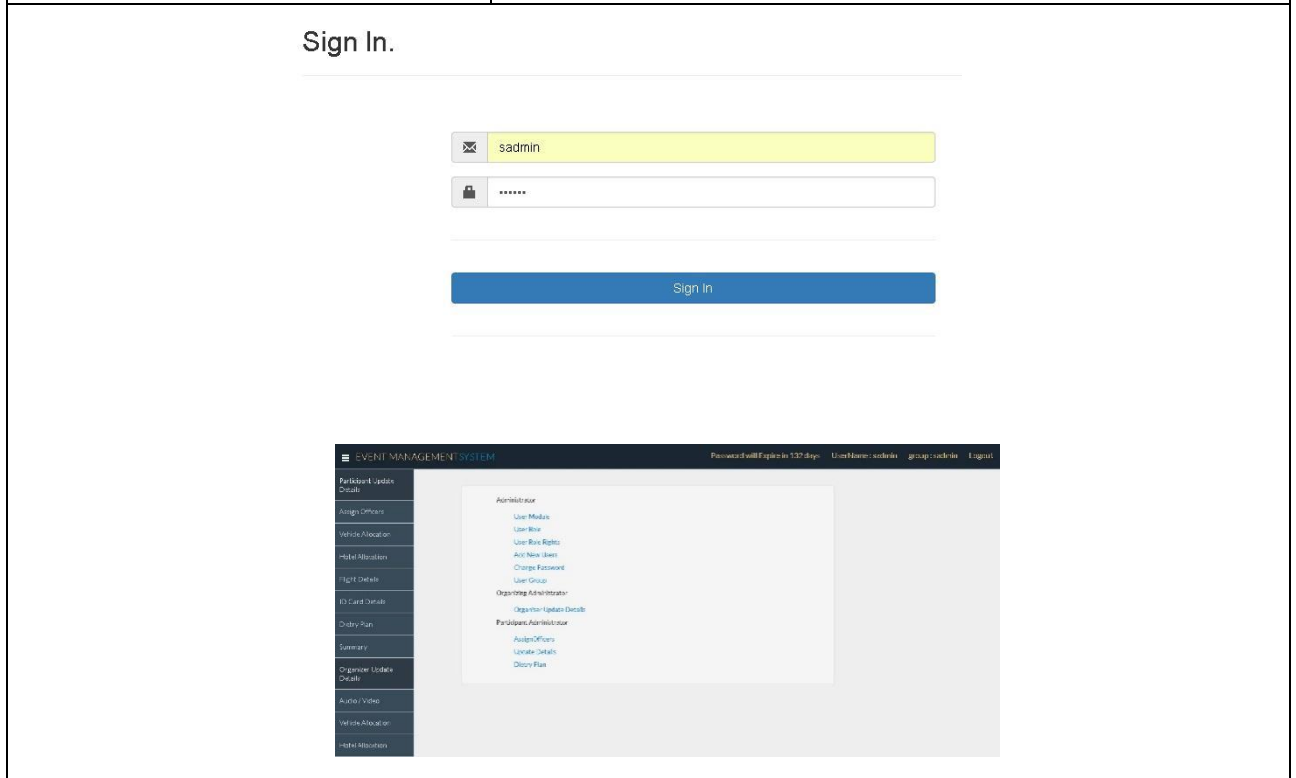 Sign In.
sadmin
••••••
Sign In
EVENT MANAGEMENTSYSTEM
Password will Expire in 132 days UserName : sadmin group : sadmin Logout
Participant Update
Details
Assign Officers
Vehicle Allocation
Hotel Allocation
Flight Details
ID Card Details
Dietry Plan
Summary
Organizer Update
Details
Audio / Video
Vehicle Allocation
Hotel Allocation
Administrator
User Module
User Role
User Role Rights
Add New Users
Change Password
User Group
Organizing Administrator
Organiser Update Details
Participant Administrator
AssignOfficers
Update Details
Dietry Plan